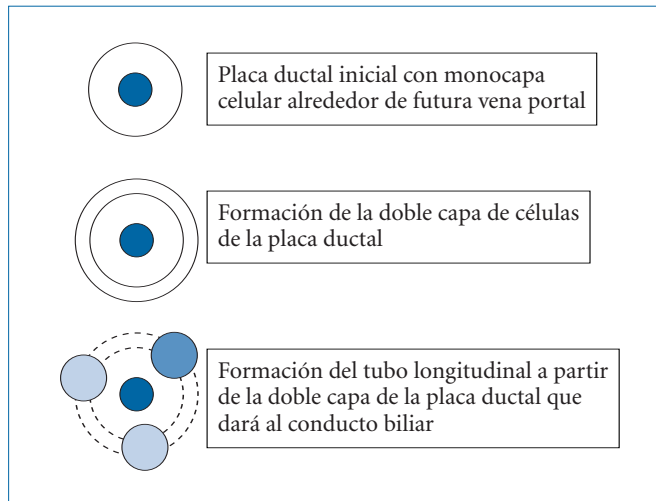 Placa ductal inicial con monocapa
celular alrededor de futura vena portal
Formación de la doble capa de células
de la placa ductal
Formación del tubo longitudinal a partir
de la doble capa de la placa ductal que
dará al conducto biliar